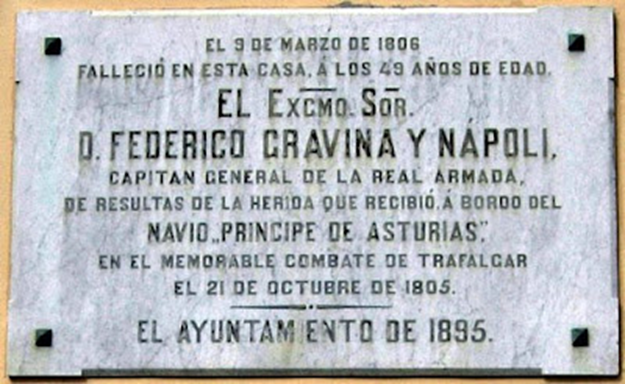 EL 9 DE MARZO DE 1806
FALLECIÓ EN ESTA CASA, Á LOS 49 AÑOS DE EDAD,
EL EXCMO. SOR.
D. FEDERICO GRAVINA Y NÁPOLI,
CAPITAN GENERAL DE LA REAL ARMADA,
DE RESULTAS DE LA HERIDA QUE RECIBIÓ, Á BORDO DEL
NAVIO „PRINCIPE DE ASTURIAS,"
EN EL MEMORABLE COMBATE DE TRAFALGAR
EL 21 DE OCTUBRE DE 1805.
EL AYUNTAMIENTO DE 1895.